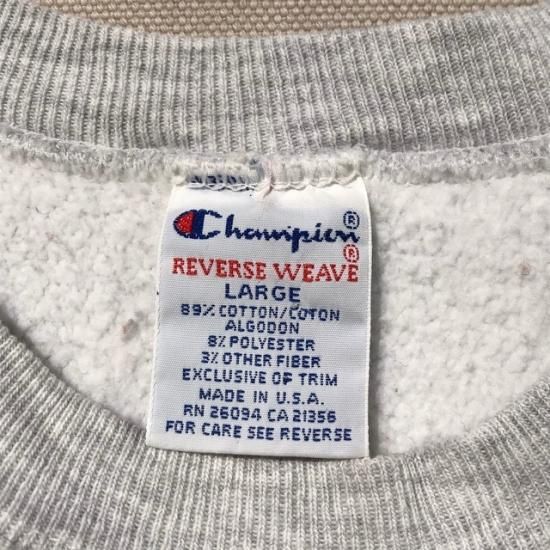 Champion®
REVERSE WEAVE®
LARGE
89% COTTON/COTON
ALGODON
8% POLYESTER
3% OTHER FIBER
EXCLUSIVE OF TRIM
MADE IN U.S.A.
RN 26094 CA 21356
FOR CARE SEE REVERSE